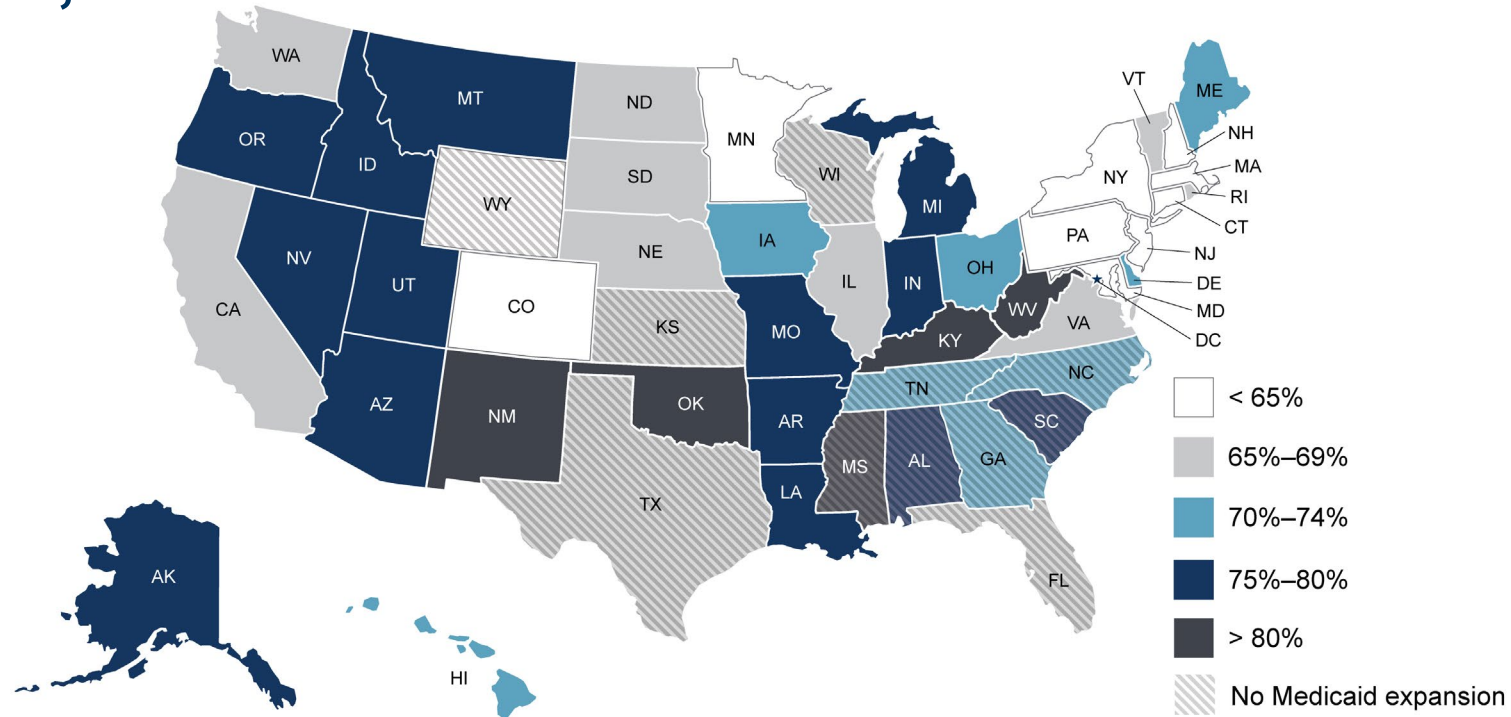 WA
MT
ND
MN
VT
ME
OR
ID
SD
WI
NH
MA
WY
MI
NY
RI
CT
IA
PA
NE
NJ
NV
OH
UT
IL
IN
DE
CO
CA
WV
MD
KS
MO
VA
DC
KY
NC
TN
AZ
OK
NM
AR
SC
MS
AL
GA
LA
TX
FL
AK
HI
< 65%
65%–69%
70%–74%
75%–80%
> 80%
No Medicaid expansion